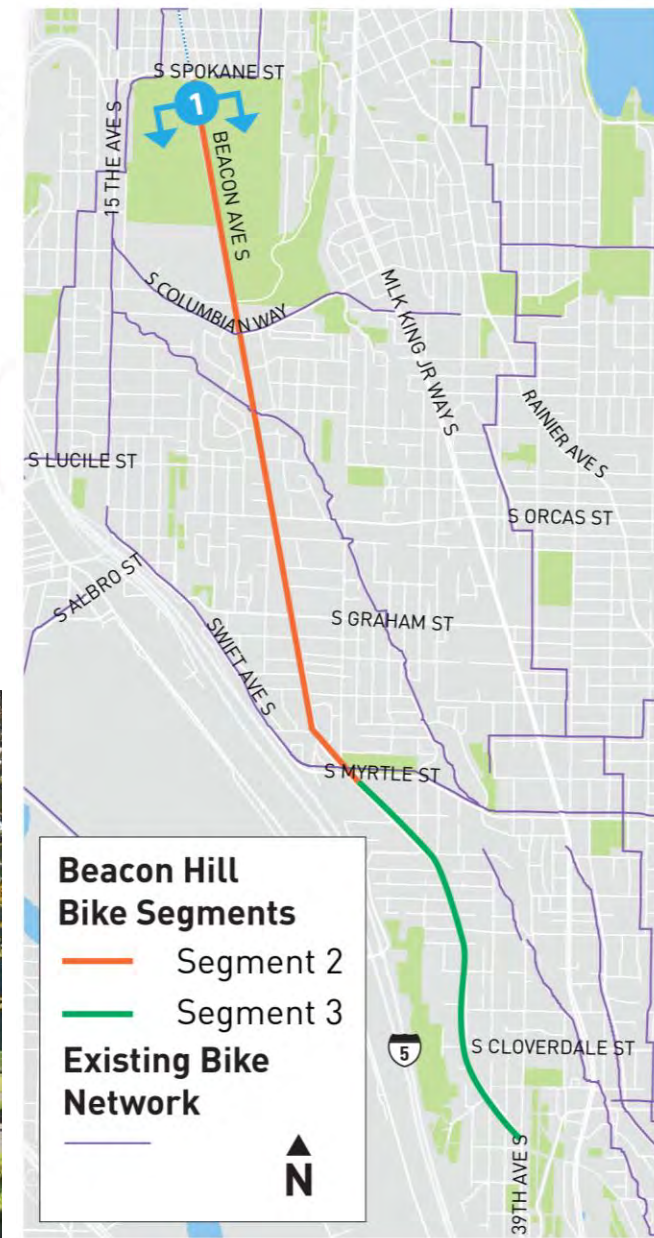 S SPOKANE ST
1
15 THE AVE S
BEACON AVE S
S COLUMBIAN WAY
MLK KING JR WAY S
RAINIER AVE S
S LUCILE ST
S ORCAS ST
S ALBRO ST
SWIFT AVE S
S GRAHAM ST
S MYRTLE ST
Beacon Hill
Bike Segments
Segment 2
Segment 3
Existing Bike
Network
N
5
S CLOVERDALE ST
39TH AVE S